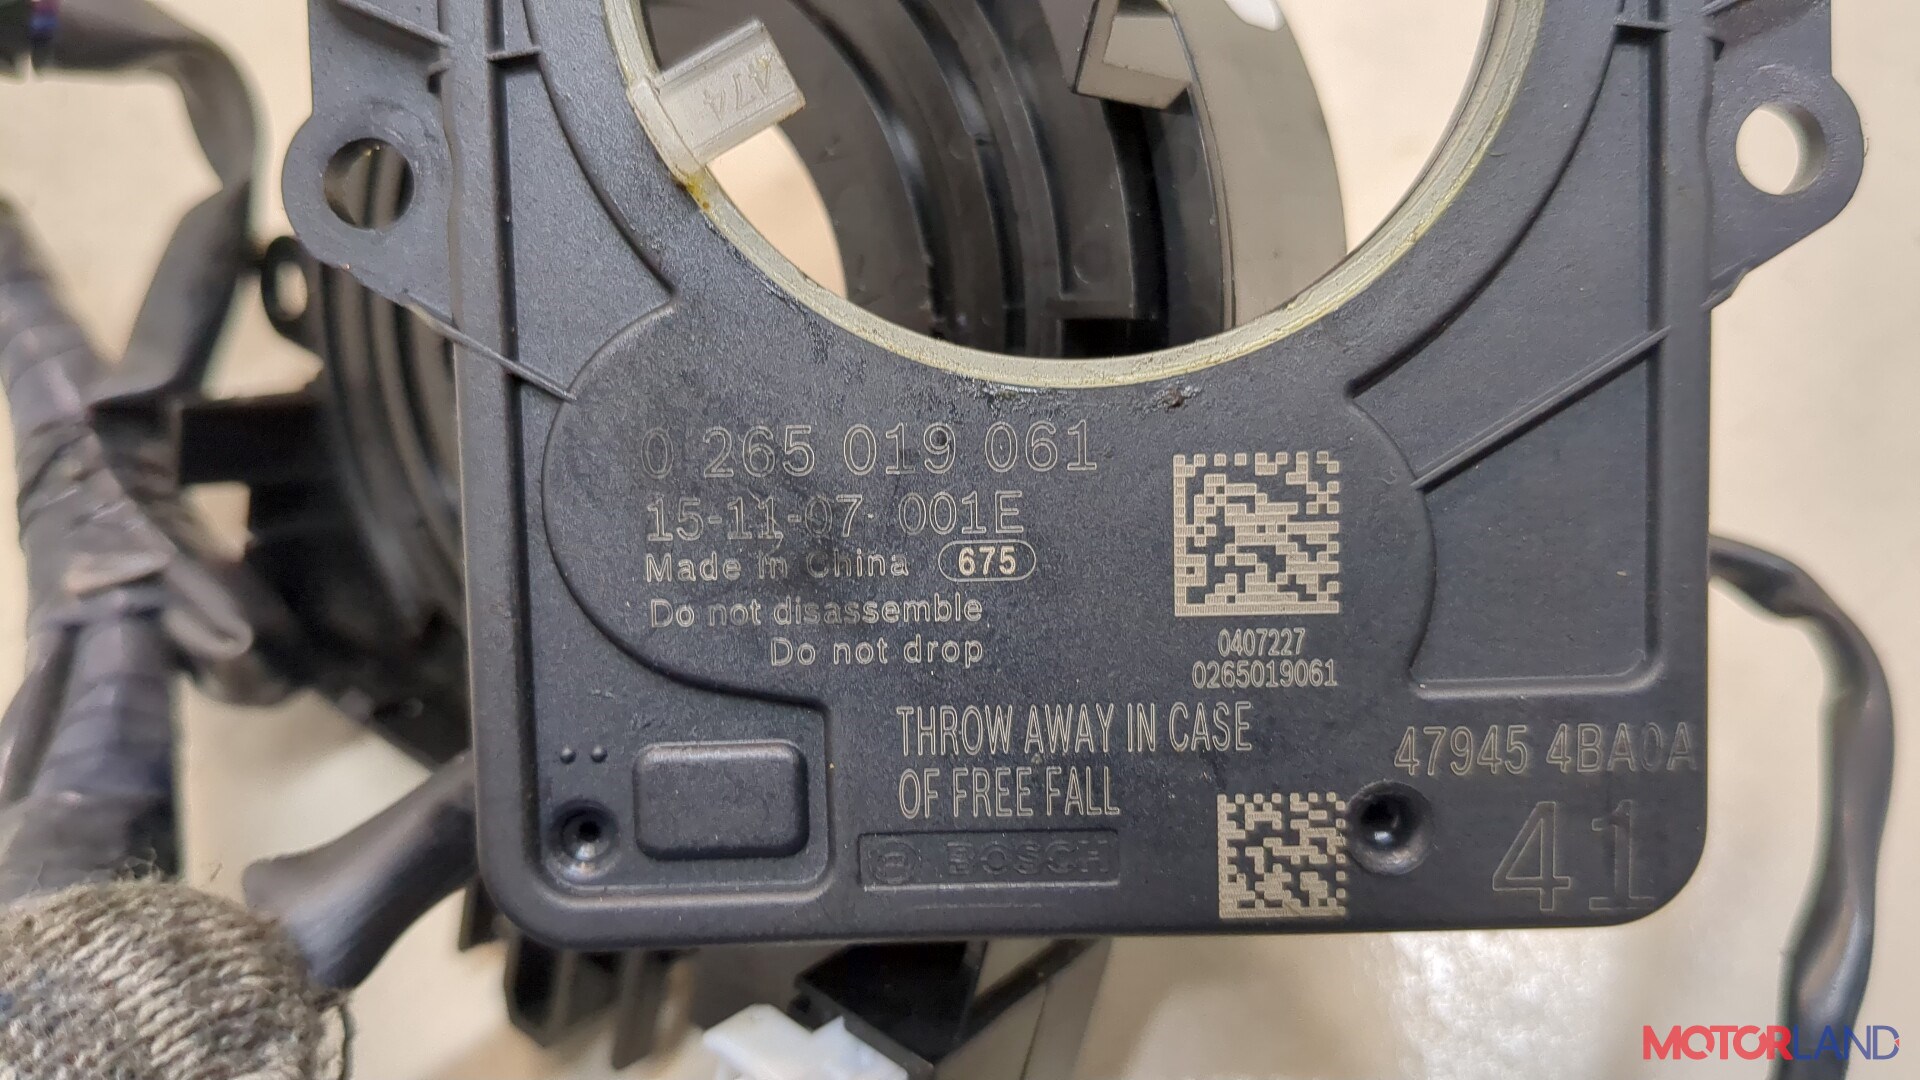 474
0 265 019 061
15-11-07 001E
Made in China 675
Do not disassemble
Do not drop
0407227
0265019061
THROW AWAY IN CASE
OF FREE FALL
47945 4BA0A
41
BOSCH
MOTORLAND